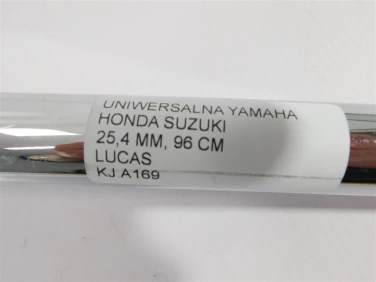 UNIWERSALNA YAMAHA
HONDA SUZUKI
25,4 MM, 96 CM
LUCAS
KJ A169